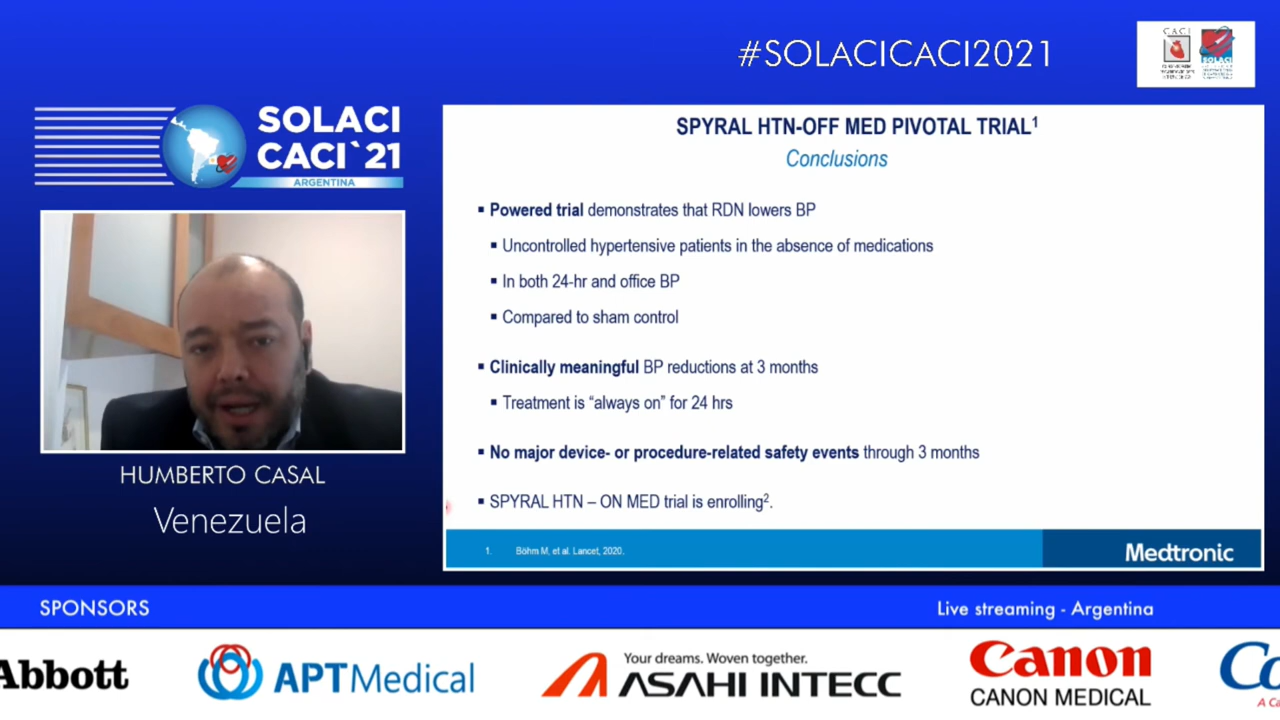 #SOLACICACI2021
CACI
SOLACI
SOLACI
CACI`21
ARGENTINA
HUMBERTO CASAL
Venezuela
SPYRAL HTN-OFF MED PIVOTAL TRIAL¹
Conclusions
▪ Powered trial demonstrates that RDN lowers BP
▪ Uncontrolled hypertensive patients in the absence of medications
▪ In both 24-hr and office BP
▪ Compared to sham control
▪ Clinically meaningful BP reductions at 3 months
▪ Treatment is “always on” for 24 hrs
▪ No major device- or procedure-related safety events through 3 months
▪ SPYRAL HTN – ON MED trial is enrolling².
1. Böhm M, et al. Lancet, 2020.
Medtronic
SPONSORS
Live streaming - Argentina
Abbott
APTMedical
Your dreams. Woven together.
ASAHI INTECC
Canon
CANON MEDICAL
Co
A Ca